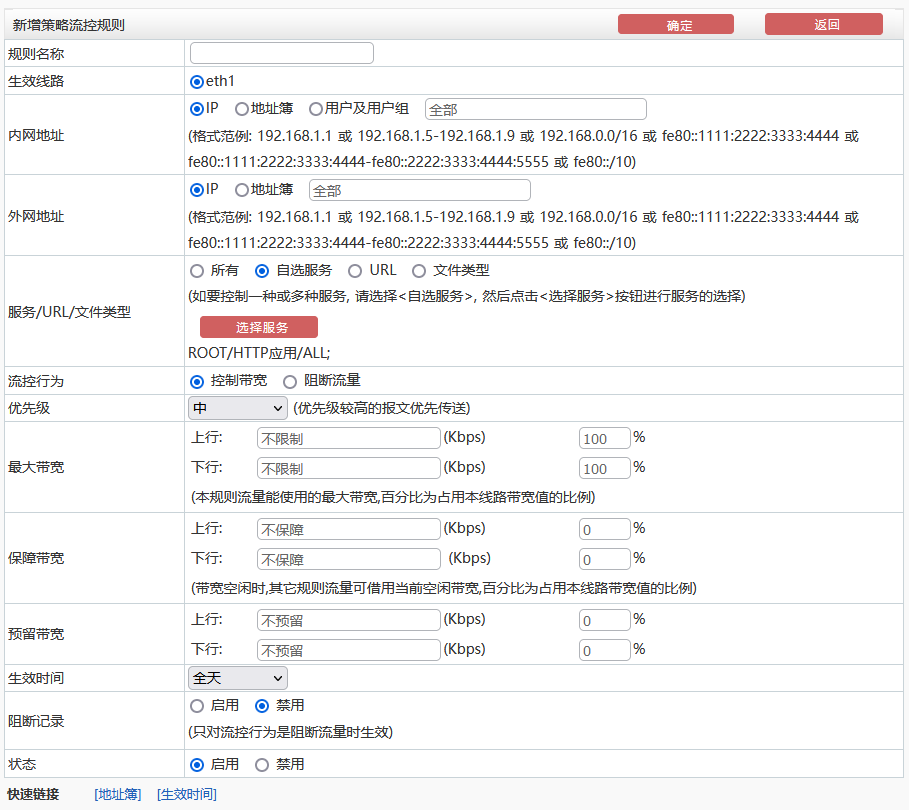 新增策略流控规则 确定 返回
规则名称
生效线路 eth1
IP 地址簿 用户及用户组 全部
内网地址
(格式范例: 192.168.1.1 或 192.168.1.5-192.168.1.9 或 192.168.0.0/16 或 fe80::1111:2222:3333:4444 或
fe80::1111:2222:3333:4444-fe80::2222:3333:4444:5555 或 fe80::/10)
IP 地址簿 全部
外网地址
(格式范例: 192.168.1.1 或 192.168.1.5-192.168.1.9 或 192.168.0.0/16 或 fe80::1111:2222:3333:4444 或
fe80::1111:2222:3333:4444-fe80::2222:3333:4444:5555 或 fe80::/10)
所有 自选服务 URL 文件类型
(如要控制一种或多种服务, 请选择<自选服务>, 然后点击<选择服务>按钮进行服务的选择)
服务/URL/文件类型
选择服务
ROOT/HTTP应用/ALL;
流控行为 控制带宽 阻断流量
优先级 中 (优先级较高的报文优先传送)
上行: 不限制 (Kbps) 100 %
最大带宽
下行: 不限制 (Kbps) 100 %
(本规则流量能使用的最大带宽,百分比为占用本线路带宽值的比例)
上行: 不保障 (Kbps) 0 %
保障带宽
下行: 不保障 (Kbps) 0 %
(带宽空闲时,其它规则流量可借用当前空闲带宽,百分比为占用本线路带宽值的比例)
上行: 不预留 (Kbps) 0 %
预留带宽
下行: 不预留 (Kbps) 0 %
生效时间 全天
启用 禁用
阻断记录
(只对流控行为是阻断流量时生效)
状态 启用 禁用
快速链接 [地址簿] [生效时间]